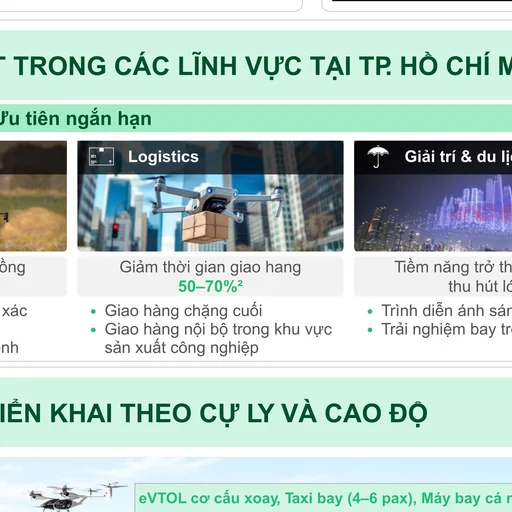 T TRONG CÁC LĨNH VỰC TẠI TP. HỒ CHÍ M
Ưu tiên ngắn hạn
Logistics
Giải trí & du lị
ồng
Giảm thời gian giao hang
50–70%²
Tiềm năng trở th
thu hút lớ
xác
ệnh
• Giao hàng chặng cuối
• Giao hàng nội bộ trong khu vực
sản xuất công nghiệp
• Trình diễn ánh sán
• Trải nghiệm bay trê
IỂN KHAI THEO CỰ LY VÀ CAO ĐỘ
eVTOL cơ cấu xoay, Taxi bay (4–6 pax), Máy bay cá n